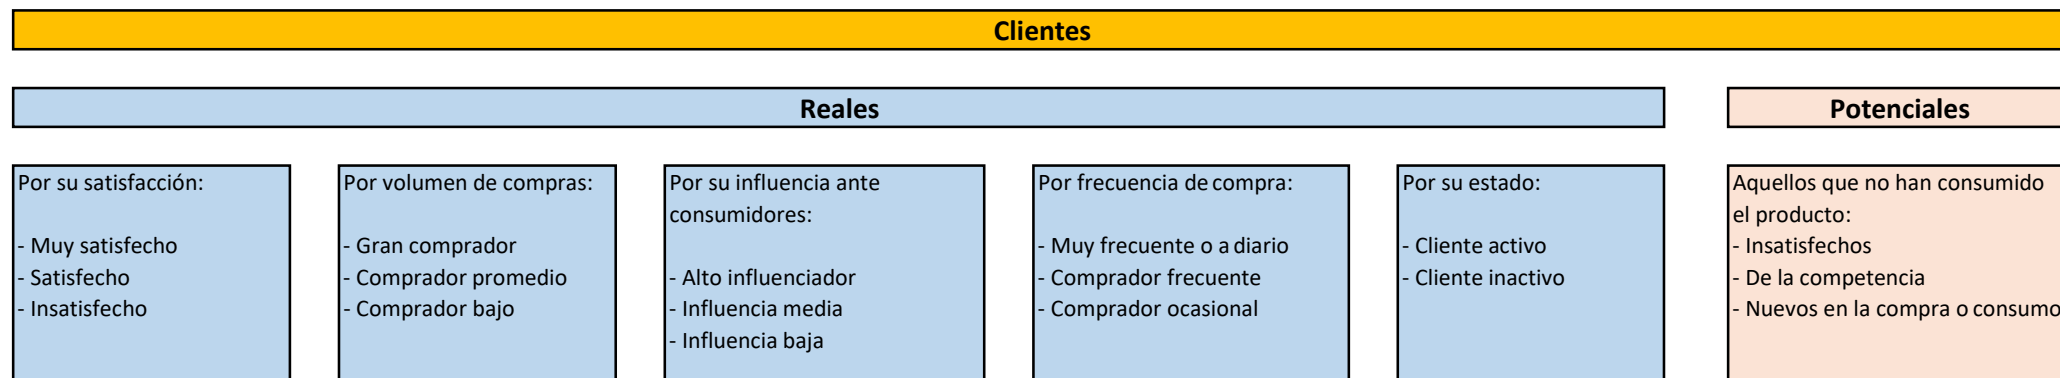 Clientes
Reales
Potenciales
Por su satisfacción:
- Muy satisfecho
- Satisfecho
- Insatisfecho
Por volumen de compras:
- Gran comprador
- Comprador promedio
- Comprador bajo
Por su influencia ante
consumidores:
- Alto influenciador
- Influencia media
- Influencia baja
Por frecuencia de compra:
- Muy frecuente o a diario
- Comprador frecuente
- Comprador ocasional
Por su estado:
- Cliente activo
- Cliente inactivo
Aquellos que no han consumido
el producto:
- Insatisfechos
- De la competencia
- Nuevos en la compra o consumo